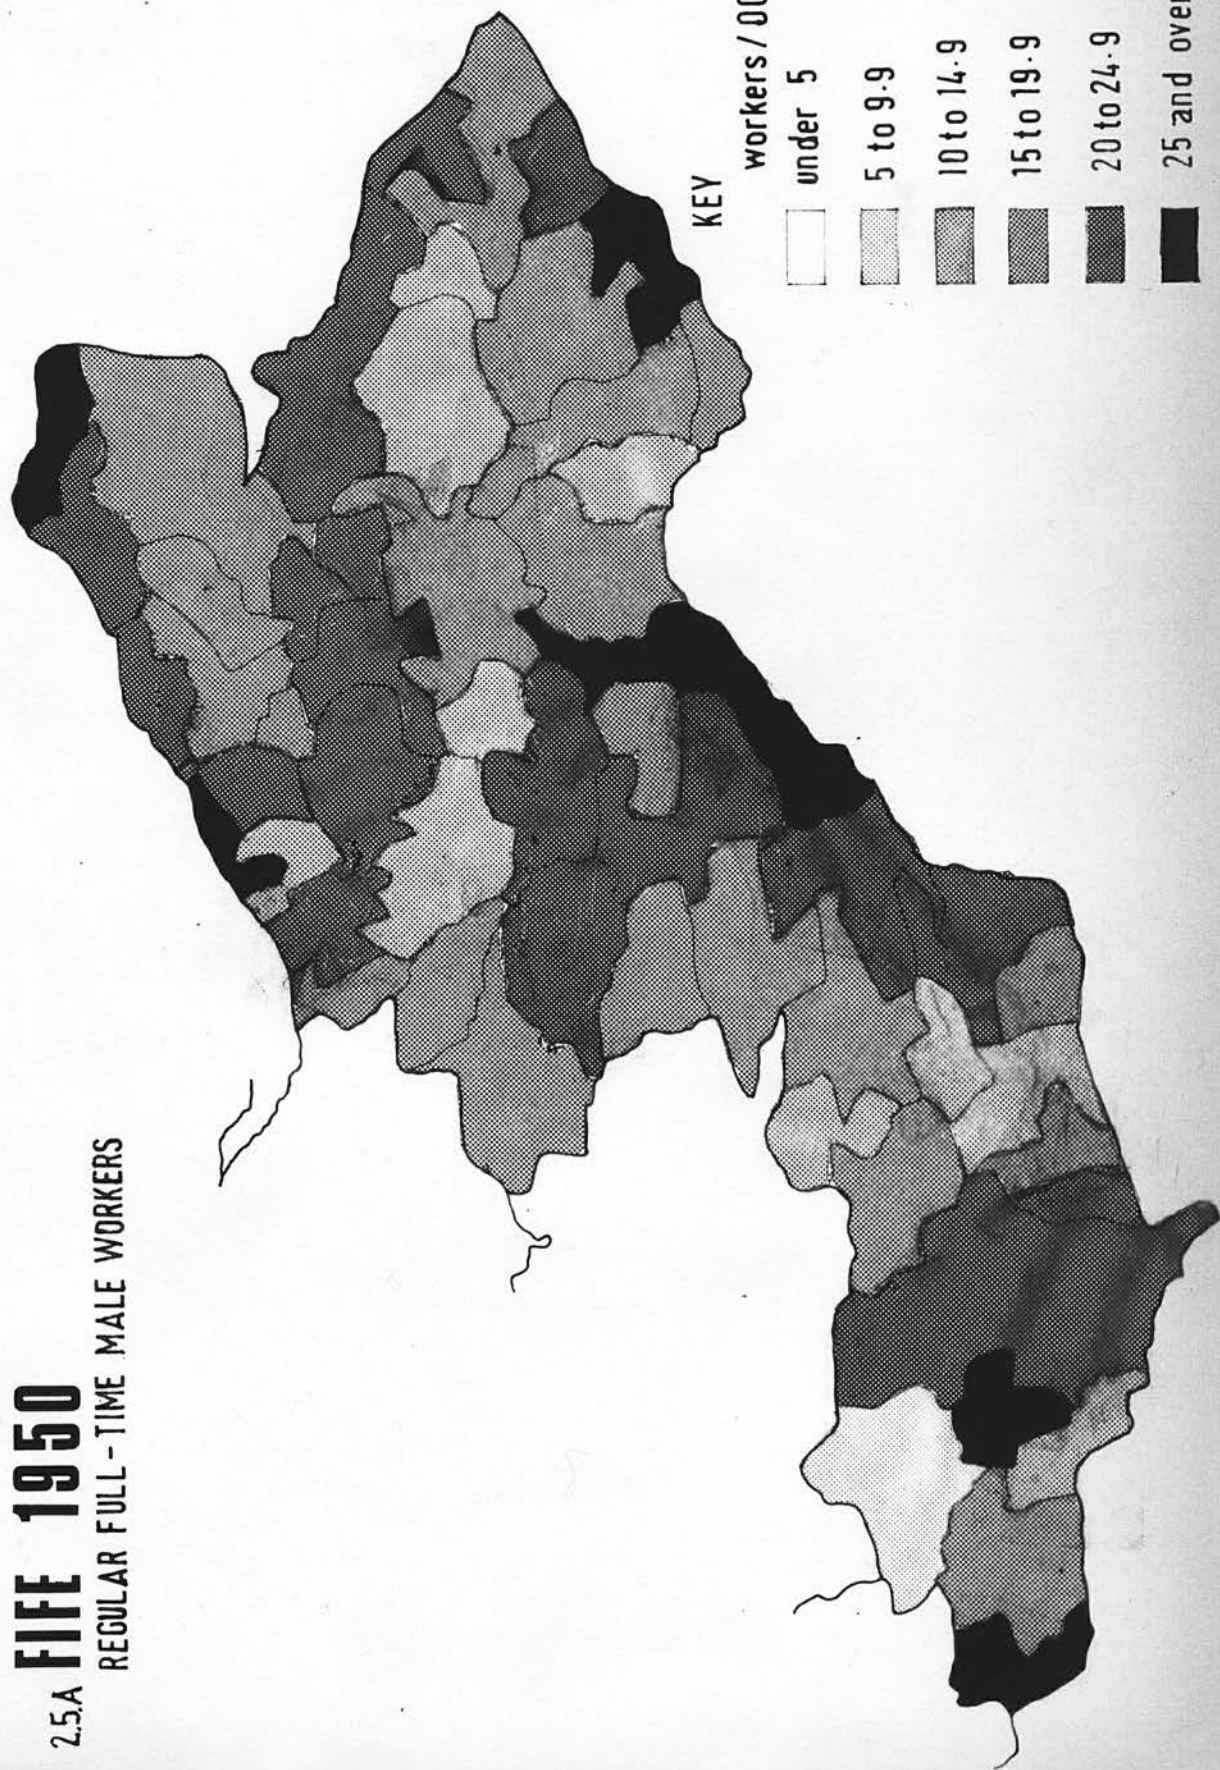 2.5.A FIFE 1950
REGULAR FULL-TIME MALE WORKERS
KEY
workers/
under 5
5 to 9·9
10 to 14·9
15 to 19·9
20 to 24·9
25 and over